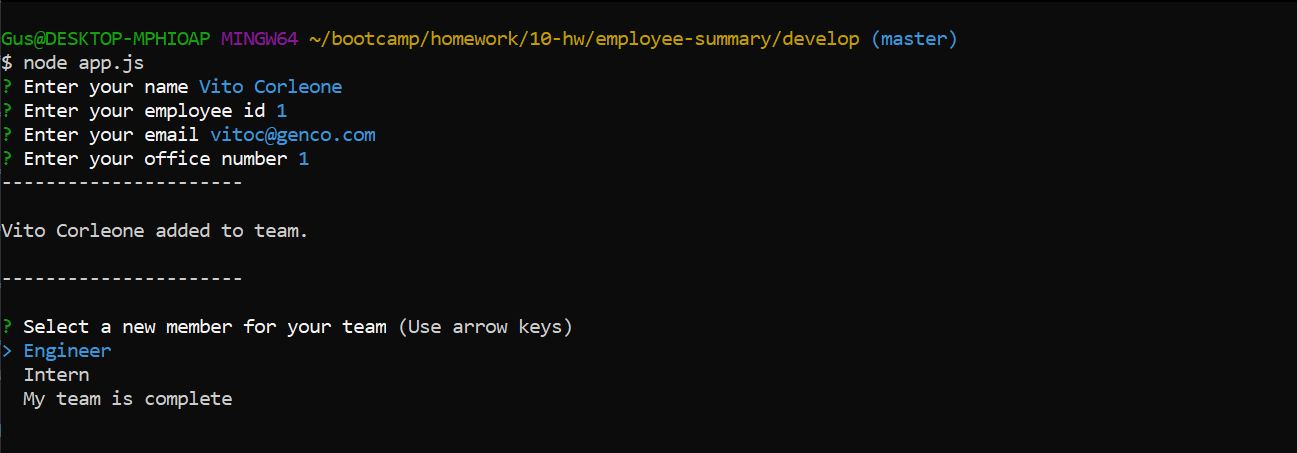 Gus@DESKTOP-MPHIOAP MINGW64 ~/bootcamp/homework/10-hw/employee-summary/develop (master)
$ node app.js
? Enter your name Vito Corleone
? Enter your employee id 1
? Enter your email vitoc@genco.com
? Enter your office number 1
----------------------
Vito Corleone added to team.
----------------------
? Select a new member for your team (Use arrow keys)
> Engineer
  Intern
  My team is complete